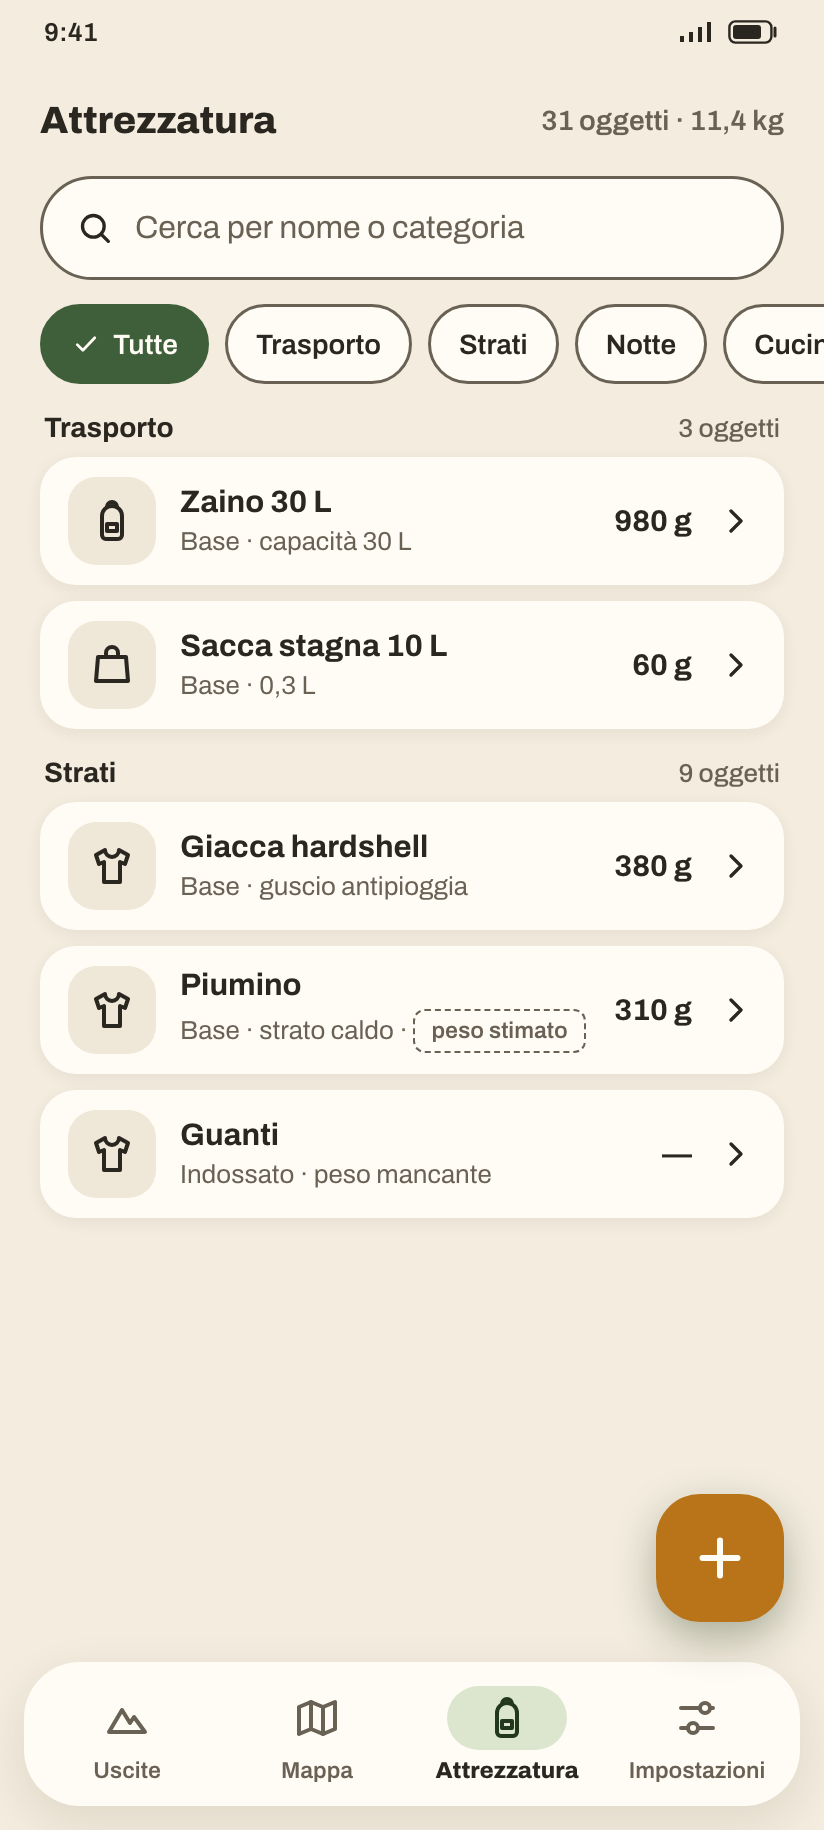 9:41
Attrezzatura
31 oggetti · 11,4 kg
Cerca per nome o categoria
Tutte Trasporto Strati Notte Cucin
Trasporto 3 oggetti
Zaino 30 L
Base · capacità 30 L
980 g
Sacca stagna 10 L
Base · 0,3 L
60 g
Strati 9 oggetti
Giacca hardshell
Base · guscio antipioggia
380 g
Piumino
Base · strato caldo · peso stimato
310 g
Guanti
Indossato · peso mancante
—
Uscite Mappa Attrezzatura Impostazioni